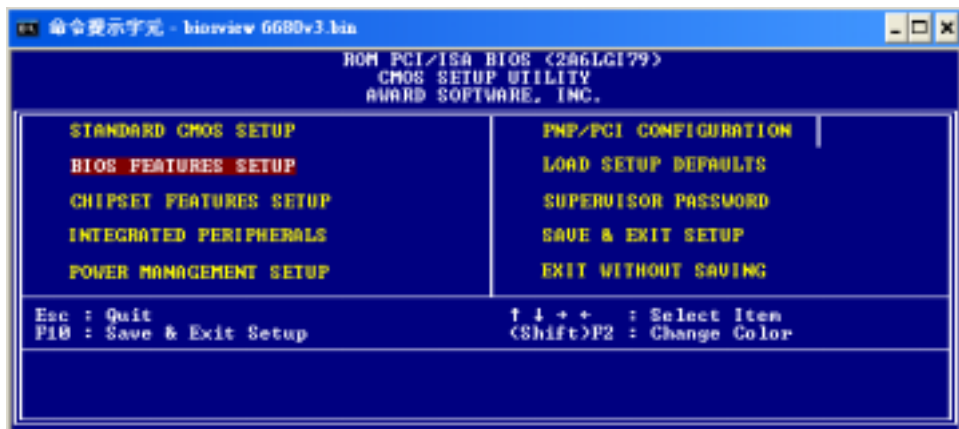 命令提示字元 - biosview 6680v3.bin
ROM PCI/ISA BIOS (2A6LGI79)
CMOS SETUP UTILITY
AWARD SOFTWARE, INC.
STANDARD CMOS SETUP
BIOS FEATURES SETUP
CHIPSET FEATURES SETUP
INTEGRATED PERIPHERALS
POWER MANAGEMENT SETUP
PNP/PCI CONFIGURATION
LOAD SETUP DEFAULTS
SUPERVISOR PASSWORD
SAVE & EXIT SETUP
EXIT WITHOUT SAVING
Esc : Quit
F10 : Save & Exit Setup
↑ ↓ → ← : Select Item
(Shift)F2 : Change Color